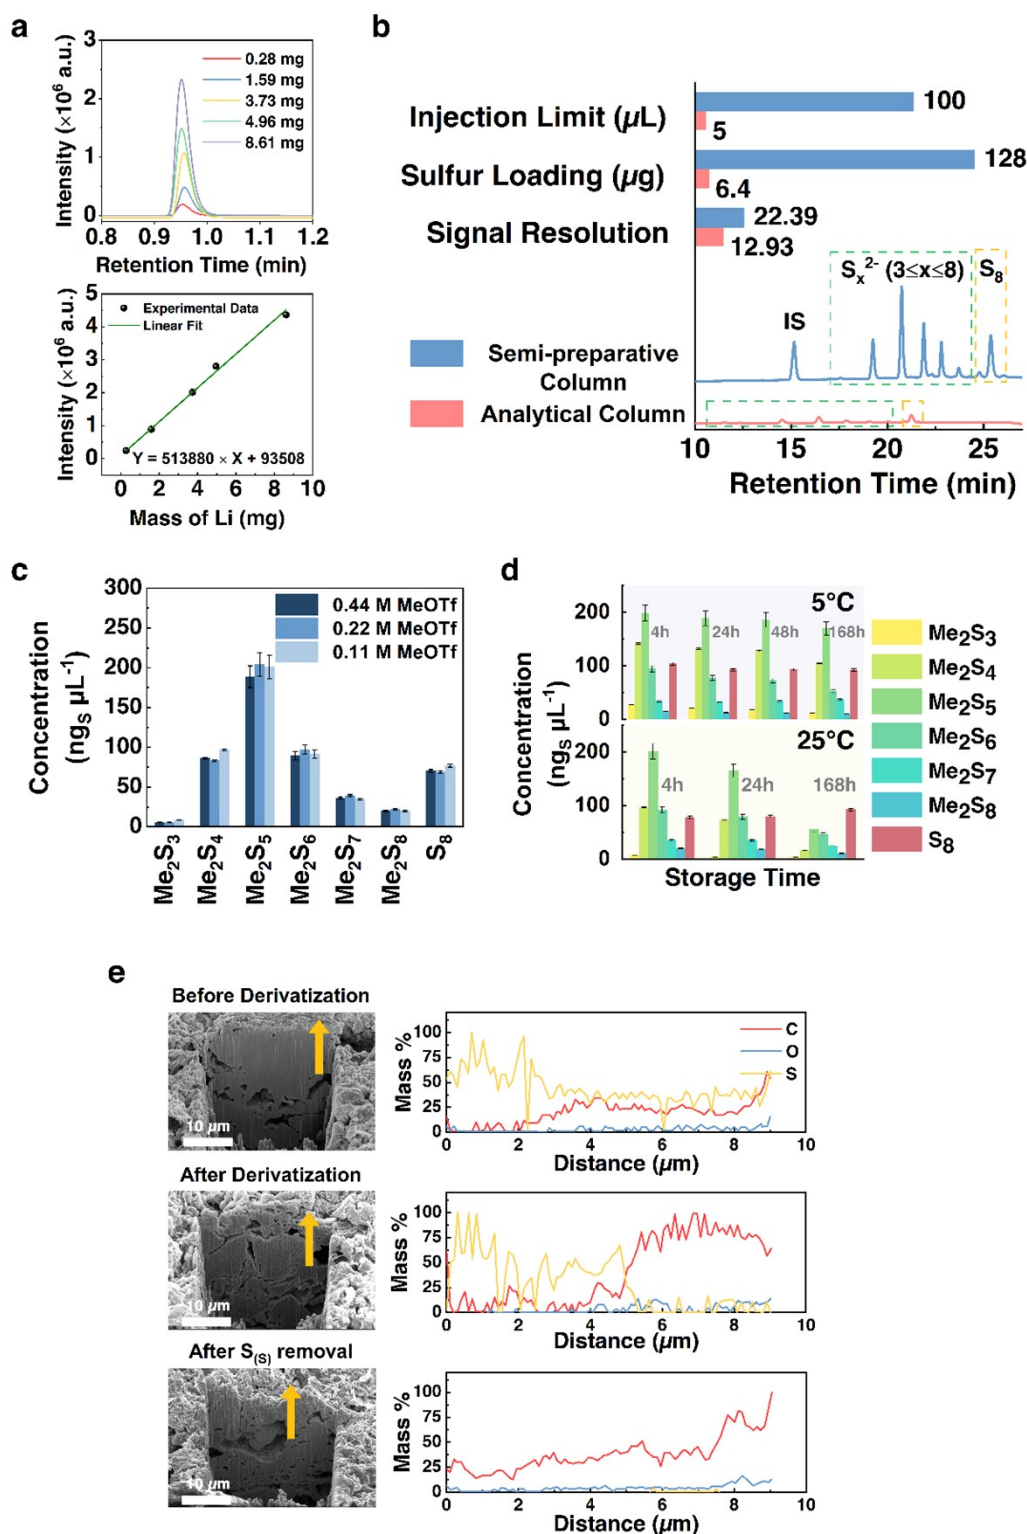 a
Intensity (×10⁶ a.u.)
3
2
1
0
0.28 mg
1.59 mg
3.73 mg
4.96 mg
8.61 mg
0.8 0.9 1.0 1.1 1.2
Retention Time (min)
Intensity (×10⁶ a.u.)
5
4
3
2
1
0
Experimental Data
Linear Fit
Y = 513880 × X + 93508
0 2 4 6 8 10
Mass of Li (mg)
b
Injection Limit (µL)
100
5
Sulfur Loading (µg)
128
6.4
Signal Resolution
22.39
12.93
IS
Sₓ²⁻ (3≤x≤8)
S₈
Semi-preparative
Column
Analytical Column
10 15 20 25
Retention Time (min)
c
Concentration
(ng_S µL⁻¹)
300
250
200
150
100
50
0
0.44 M MeOTf
0.22 M MeOTf
0.11 M MeOTf
Me₂S₃ Me₂S₄ Me₂S₅ Me₂S₆ Me₂S₇ Me₂S₈ S₈
d
Concentration
(ng_S µL⁻¹)
200
100
0
5°C
4h 24h 48h 168h
200
100
0
25°C
4h 24h 168h
Storage Time
Me₂S₃
Me₂S₄
Me₂S₅
Me₂S₆
Me₂S₇
Me₂S₈
S₈
e
Before Derivatization
10 µm
Mass %
100
75
50
25
0
C
O
S
0 2 4 6 8 10
Distance (µm)
After Derivatization
10 µm
Mass %
100
75
50
25
0
0 2 4 6 8 10
Distance (µm)
After S₍S₎ removal
10 µm
Mass %
100
75
50
25
0
0 2 4 6 8 10
Distance (µm)